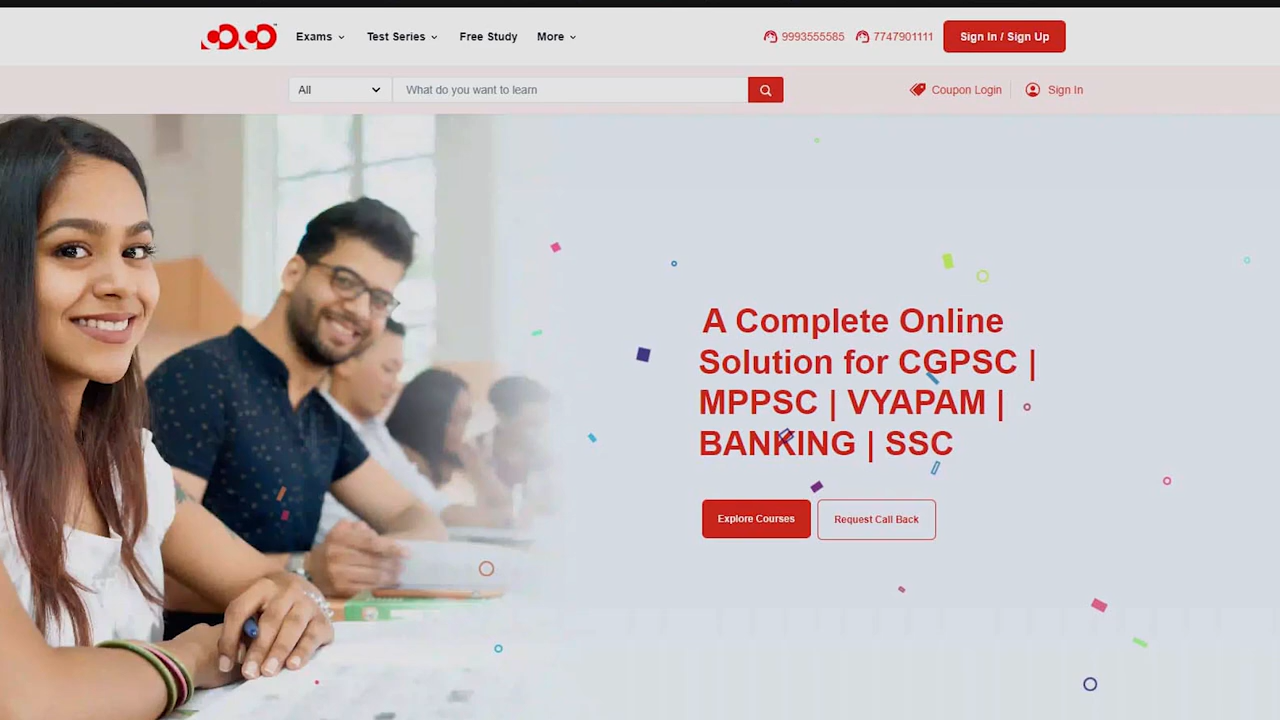 Exams
Test Series
Free Study
More
9993555585
7747901111
Sign In / Sign Up
All
What do you want to learn
Coupon Login
Sign In
A Complete Online
Solution for CGPSC |
MPPSC | VYAPAM |
BANKING | SSC
Explore Courses
Request Call Back